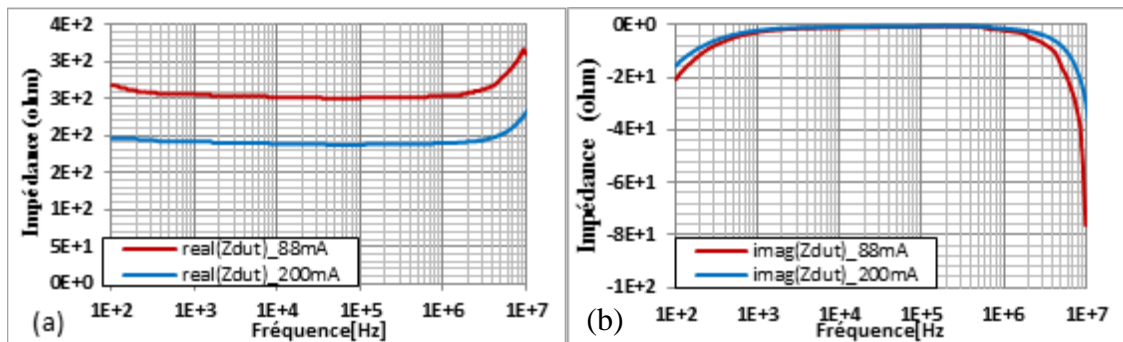 4E+2
4E+2
3E+2
3E+2
2E+2
2E+2
1E+2
5E+1
0E+0
Impédance (ohm)
real(Zdut)_88mA
real(Zdut)_200mA
1E+2 1E+3 1E+4 1E+5 1E+6 1E+7
Fréquence[Hz
(a)
0E+0
-2E+1
-4E+1
-6E+1
-8E+1
-1E+2
Impédance (ohm)
imag(Zdut)_88mA
imag(Zdut)_200mA
1E+2 1E+3 1E+4 1E+5 1E+6 1E+7
Fréquence[Hz
(b)